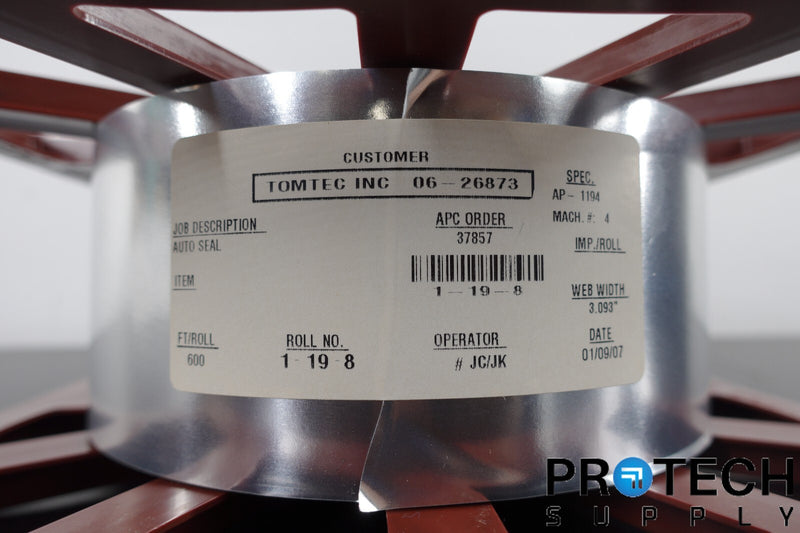 CUSTOMER
TOMTEC INC 06-26873
SPEC.
AP-1194
MACH. #: 4
JOB DESCRIPTION
AUTO SEAL
APC ORDER
37857
IMP./ROLL
ITEM
1-19-8
WEB WIDTH
3.093"
FT/ROLL
600
ROLL NO.
1-19-8
OPERATOR
# JC/JK
DATE
01/09/07
PROTECH
SUPPLY